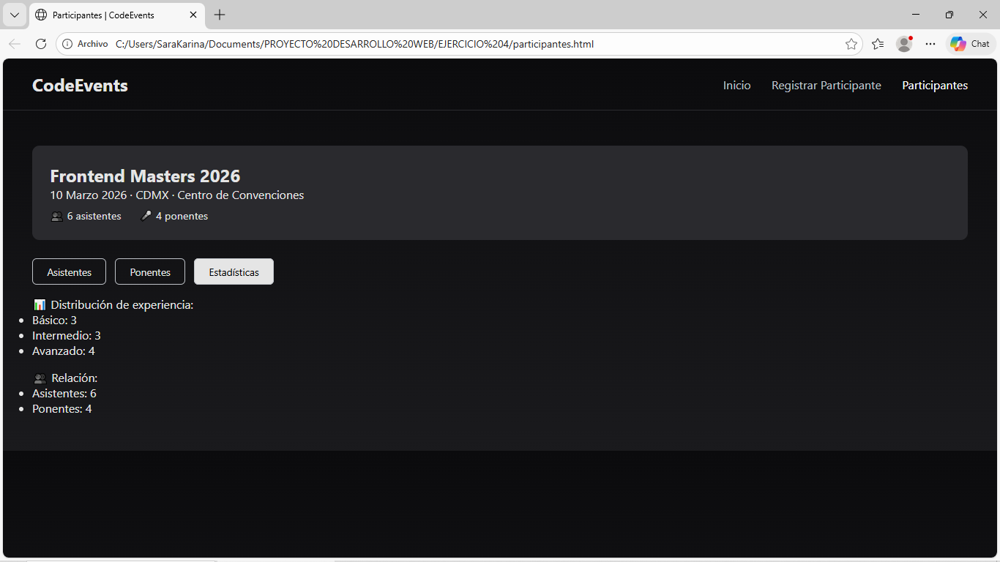 Participantes | CodeEvents
Archivo C:/Users/SaraKarina/Documents/PROYECTO%20DESARROLLO%20WEB/EJERCICIO%204/participantes.html
Chat
CodeEvents
Inicio
Registrar Participante
Participantes
Frontend Masters 2026
10 Marzo 2026 · CDMX · Centro de Convenciones
👥 6 asistentes 🎤 4 ponentes
Asistentes
Ponentes
Estadísticas
📊 Distribución de experiencia:
• Básico: 3
• Intermedio: 3
• Avanzado: 4
👥 Relación:
• Asistentes: 6
• Ponentes: 4